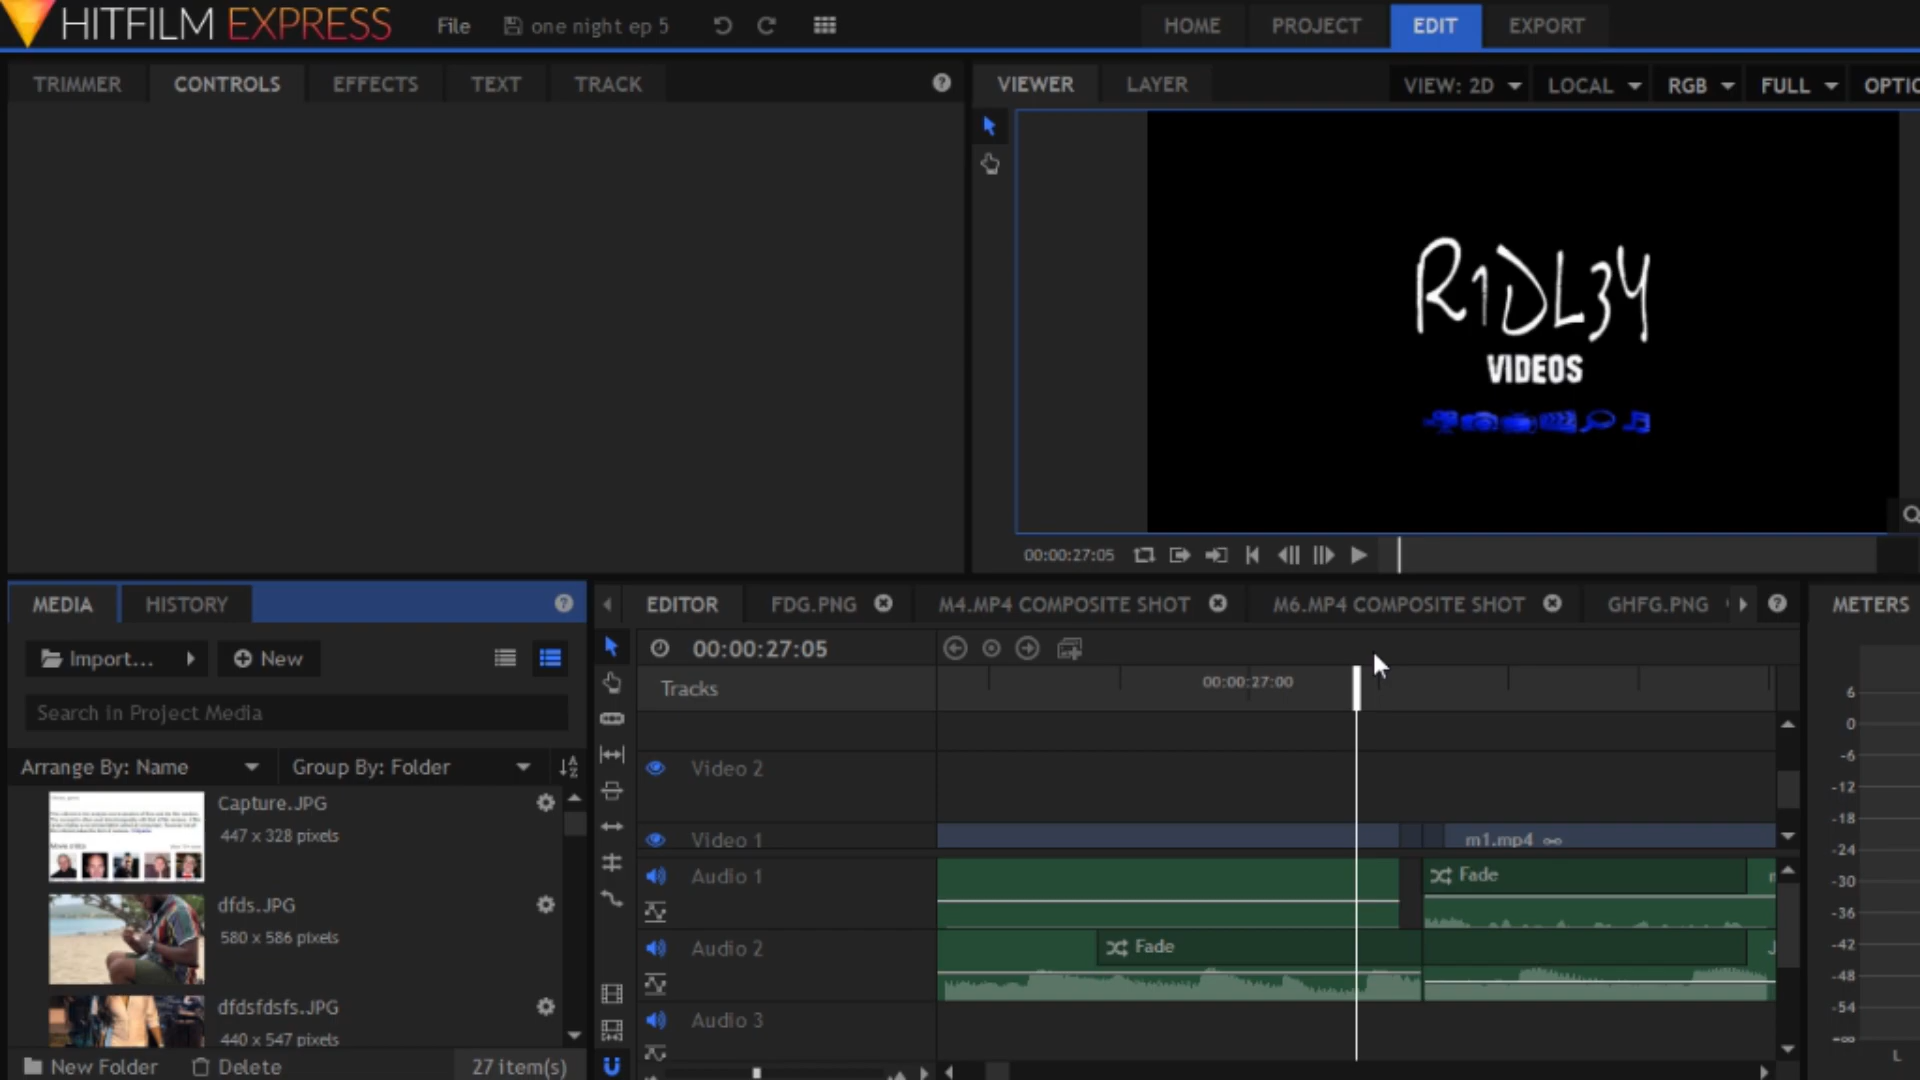 HITFILM EXPRESS File one night ep 5 HOME PROJECT EDIT EXPORT
TRIMMER CONTROLS EFFECTS TEXT TRACK
VIEWER LAYER VIEW: 2D LOCAL RGB FULL
R1DL3Y
VIDEOS
00:00:27:05
MEDIA HISTORY
EDITOR FDG.PNG M4.MP4 COMPOSITE SHOT M6.MP4 COMPOSITE SHOT GHFG.PNG
METERS
Import... New
00:00:27:05
Tracks 00:00:27:00
Search in Project Media
Arrange By: Name Group By: Folder
Capture.JPG
447 x 328 pixels
dfds.JPG
580 x 586 pixels
dfdsfdsfs.JPG
440 x 547 pixels
New Folder Delete 27 item(s)
Video 2
Video 1 m1.mp4
Audio 1 Fade
Audio 2 Fade
Audio 3
6
0
-6
-12
-18
-24
-30
-36
-42
-48
-54
-∞
L